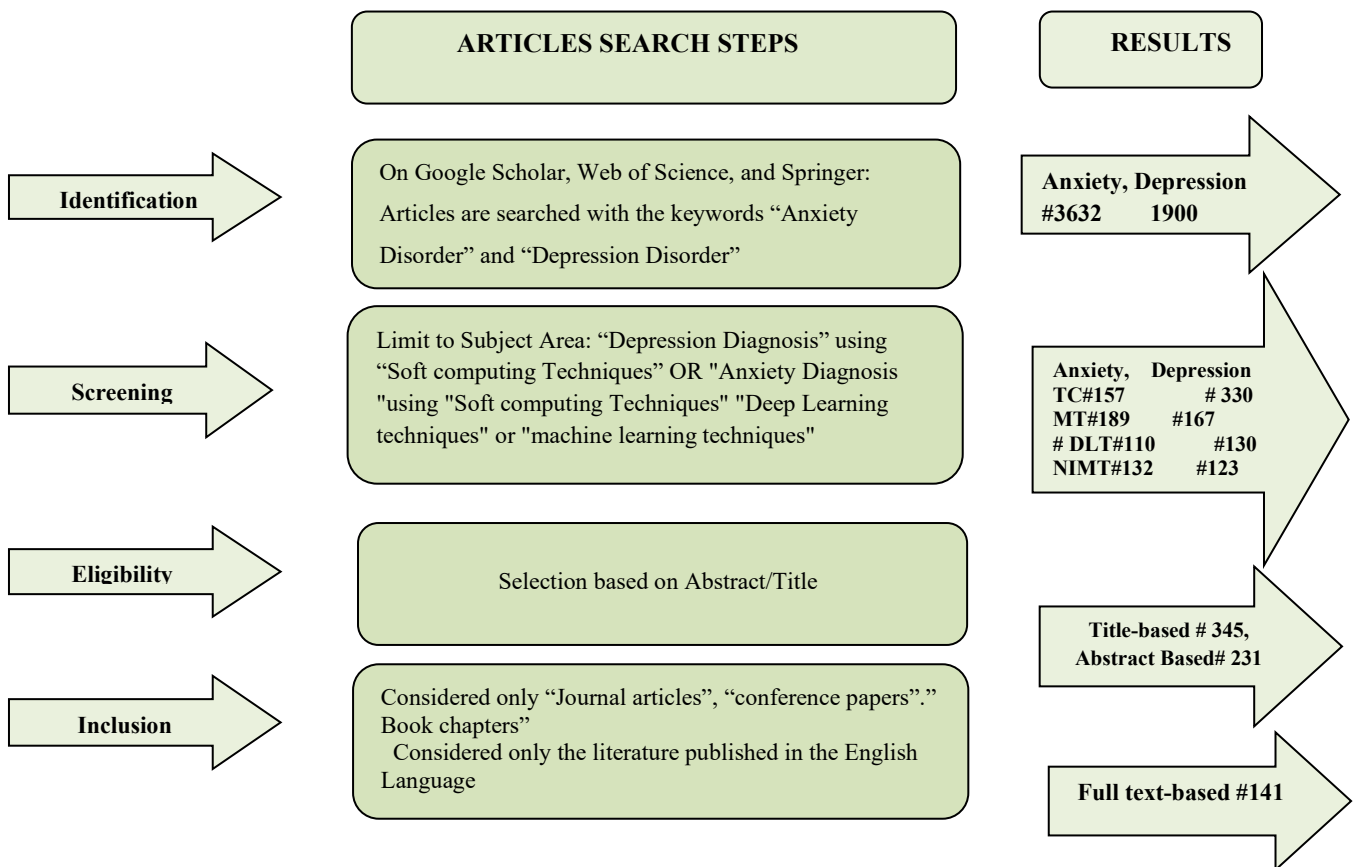 ARTICLES SEARCH STEPS
RESULTS
Identification
On Google Scholar, Web of Science, and Springer:
Articles are searched with the keywords “Anxiety
Disorder” and “Depression Disorder”
Anxiety, Depression
#3632 1900
Screening
Limit to Subject Area: “Depression Diagnosis” using
“Soft computing Techniques” OR "Anxiety Diagnosis
"using "Soft computing Techniques" "Deep Learning
techniques" or "machine learning techniques"
Anxiety, Depression
TC#157 # 330
MT#189 #167
# DLT#110 #130
NIMT#132 #123
Eligibility
Selection based on Abstract/Title
Title-based # 345,
Abstract Based# 231
Inclusion
Considered only “Journal articles”, “conference papers”.”
Book chapters”
Considered only the literature published in the English
Language
Full text-based #141